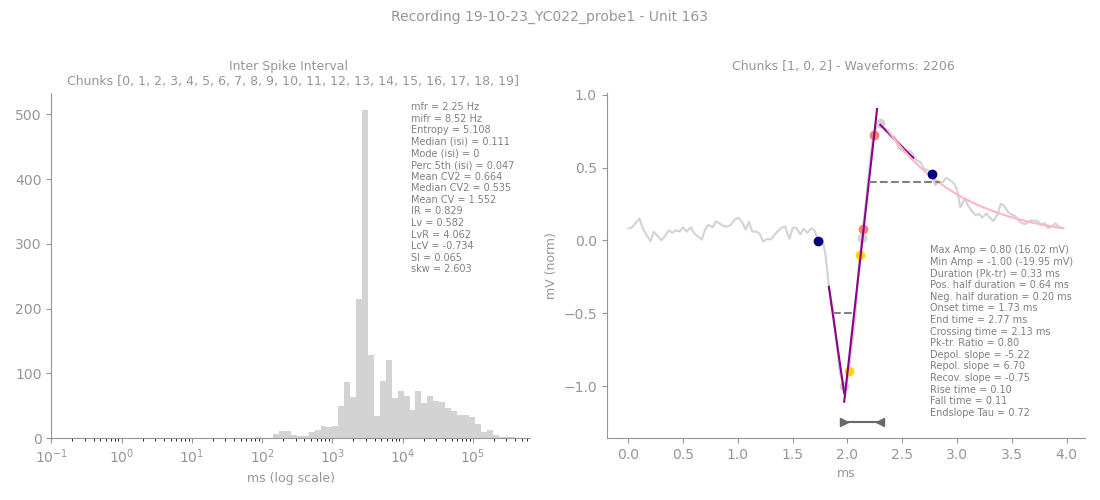 Recording 19-10-23_YC022_probe1 - Unit 163
Inter Spike Interval
Chunks [0, 1, 2, 3, 4, 5, 6, 7, 8, 9, 10, 11, 12, 13, 14, 15, 16, 17, 18, 19]
500
400
300
200
100
0
mfr = 2.25 Hz
mifr = 8.52 Hz
Entropy = 5.108
Median (isi) = 0.111
Mode (isi) = 0
Perc 5th (isi) = 0.047
Mean CV2 = 0.664
Median CV2 = 0.535
Mean CV = 1.552
IR = 0.829
Lv = 0.582
LvR = 4.062
LcV = -0.734
SI = 0.065
skw = 2.603
10⁻¹ 10⁰ 10¹ 10² 10³ 10⁴ 10⁵
ms (log scale)
Chunks [1, 0, 2] - Waveforms: 2206
mV (norm)
1.0
0.5
0.0
−0.5
−1.0
Max Amp = 0.80 (16.02 mV)
Min Amp = -1.00 (-19.95 mV)
Duration (Pk-tr) = 0.33 ms
Pos. half duration = 0.64 ms
Neg. half duration = 0.20 ms
Onset time = 1.73 ms
End time = 2.77 ms
Crossing time = 2.13 ms
Pk-tr. Ratio = 0.80
Depol. slope = -5.22
Repol. slope = 6.70
Recov. slope = -0.75
Rise time = 0.10
Fall time = 0.11
Endslope Tau = 0.72
0.0 0.5 1.0 1.5 2.0 2.5 3.0 3.5 4.0
ms